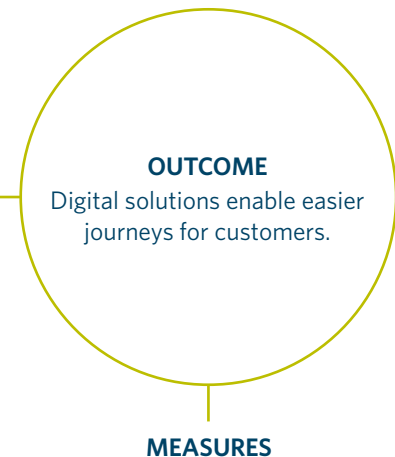 OUTCOME
Digital solutions enable easier
journeys for customers.
MEASURES